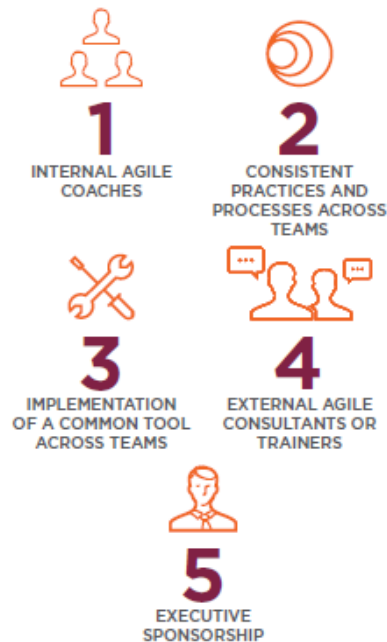 1
INTERNAL AGILE
COACHES
2
CONSISTENT
PRACTICES AND
PROCESSES ACROSS
TEAMS
3
IMPLEMENTATION
OF A COMMON TOOL
ACROSS TEAMS
4
EXTERNAL AGILE
CONSULTANTS OR
TRAINERS
5
EXECUTIVE
SPONSORSHIP